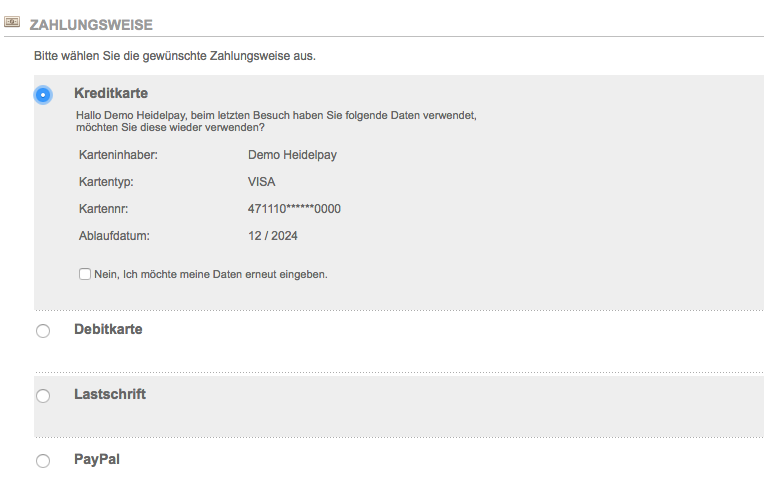 ZAHLUNGSWEISE
Bitte wählen Sie die gewünschte Zahlungsweise aus.
Kreditkarte
Hallo Demo Heidelpay, beim letzten Besuch haben Sie folgende Daten verwendet,
möchten Sie diese wieder verwenden?
Karteninhaber: Demo Heidelpay
Kartentyp: VISA
Kartennr: 471110******0000
Ablaufdatum: 12 / 2024
Nein, Ich möchte meine Daten erneut eingeben.
Debitkarte
Lastschrift
PayPal